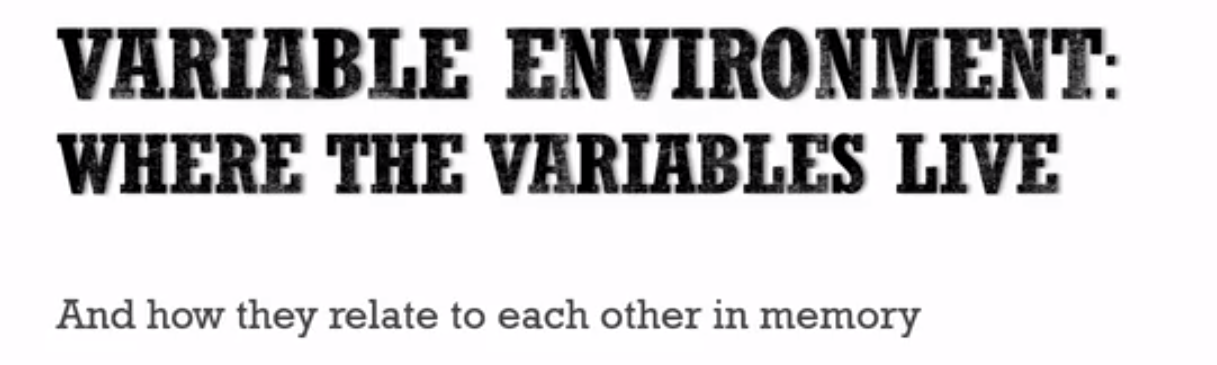 VARIABLE ENVIRONMENT:
WHERE THE VARIABLES LIVE
And how they relate to each other in memory